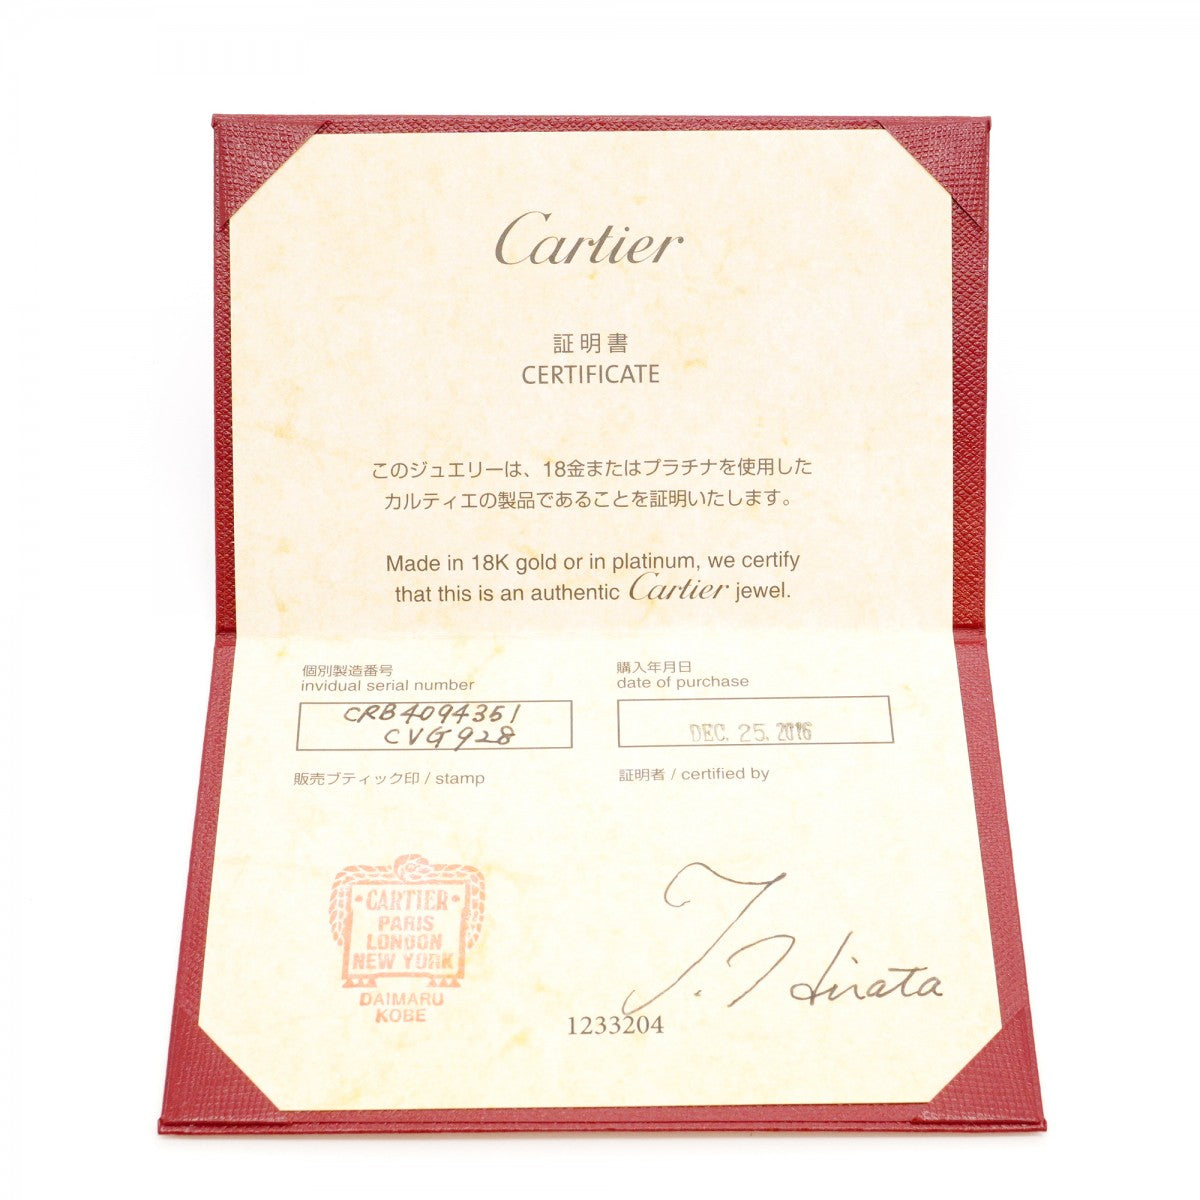 Cartier
証明書
CERTIFICATE
このジュエリーは、18金またはプラチナを使用した
カルティエの製品であることを証明いたします。
Made in 18K gold or in platinum, we certify
that this is an authentic Cartier jewel.
個別製造番号
invidual serial number
CRB4094351
CVG928
購入年月日
date of purchase
DEC. 25. 2016
販売ブティック印 / stamp
証明者 / certified by
·CARTIER·
PARIS
LONDON
NEW YORK
DAIMARU
KOBE
J. J Hirata
1233204